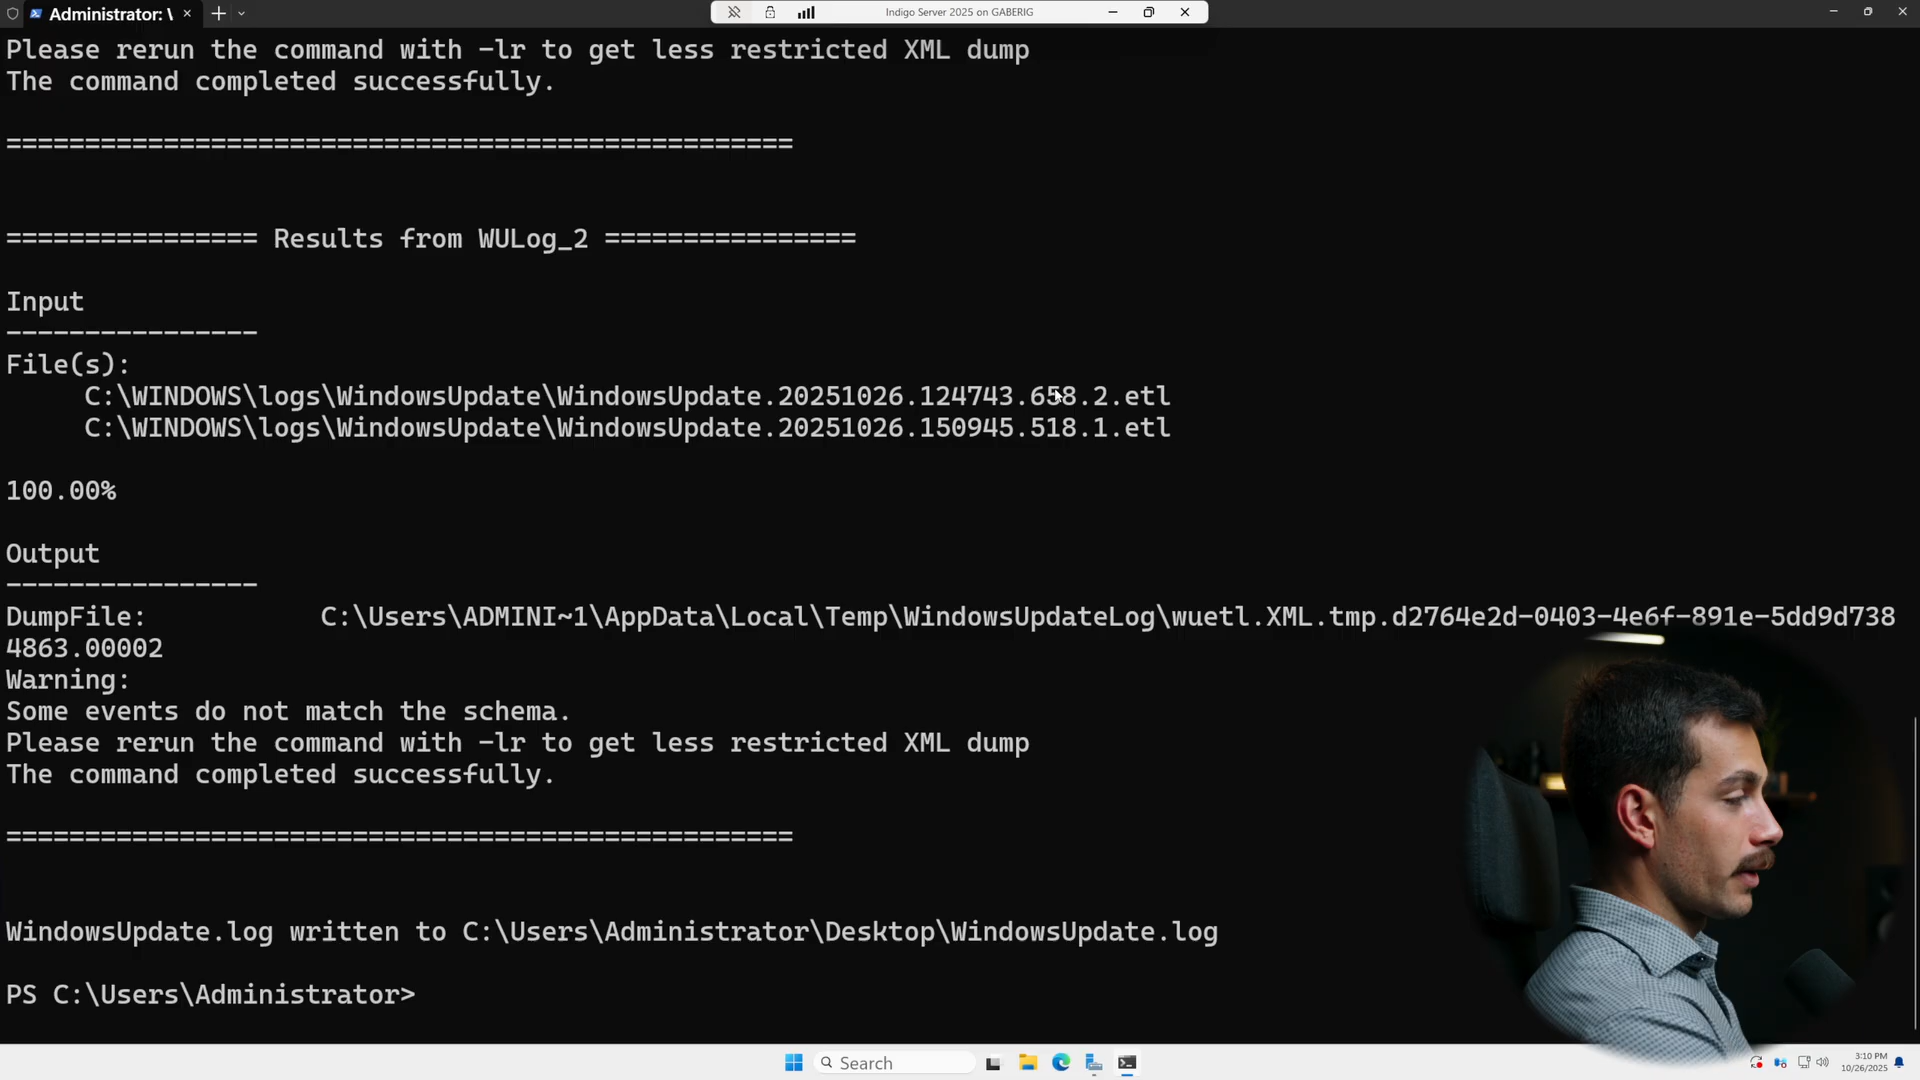 Administrator: \
Indigo Server 2025 on GABERIG
Please rerun the command with -lr to get less restricted XML dump
The command completed successfully.
==================================================
================ Results from WULog_2 ================
Input
----------------
File(s):
C:\WINDOWS\logs\WindowsUpdate\WindowsUpdate.20251026.124743.658.2.etl
C:\WINDOWS\logs\WindowsUpdate\WindowsUpdate.20251026.150945.518.1.etl
100.00%
Output
----------------
DumpFile: C:\Users\ADMINI~1\AppData\Local\Temp\WindowsUpdateLog\wuetl.XML.tmp.d2764e2d-0403-4e6f-891e-5dd9d738
4863.00002
Warning:
Some events do not match the schema.
Please rerun the command with -lr to get less restricted XML dump
The command completed successfully.
==================================================
WindowsUpdate.log written to C:\Users\Administrator\Desktop\WindowsUpdate.log
PS C:\Users\Administrator>
Search
3:10 PM
10/26/2025